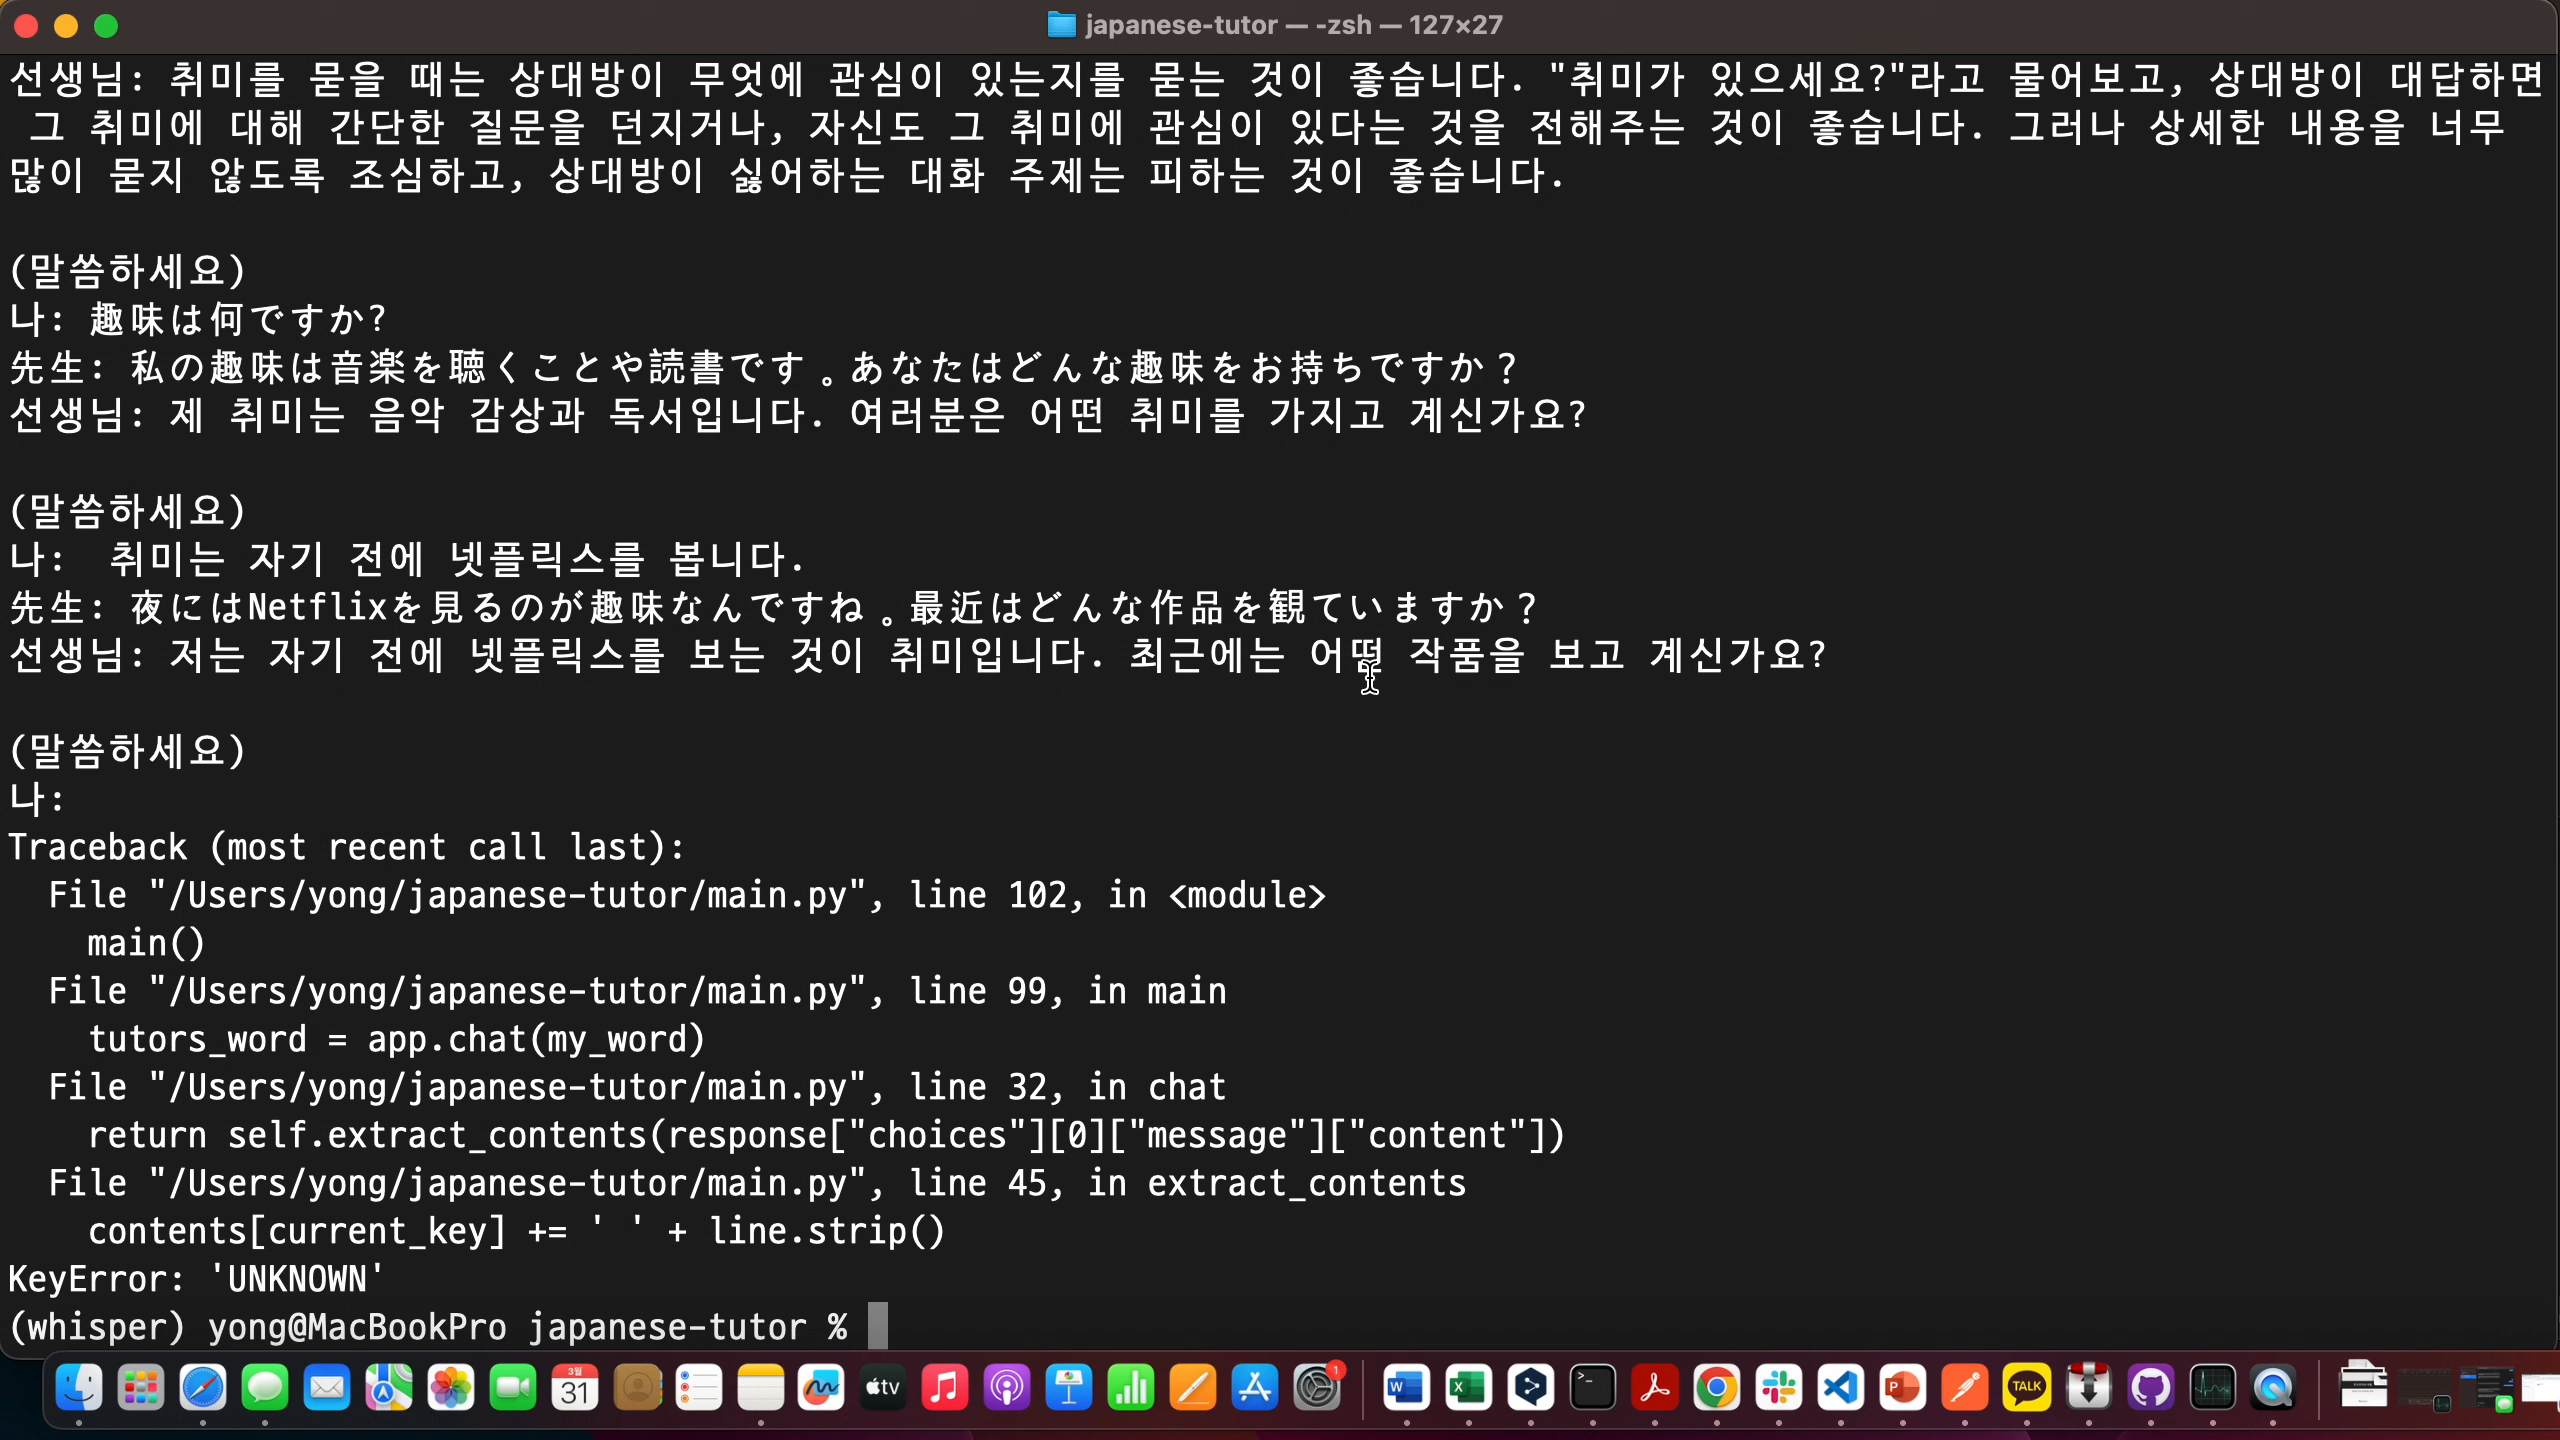 japanese-tutor — -zsh — 127×27
선생님: 취미를 묻을 때는 상대방이 무엇에 관심이 있는지를 묻는 것이 좋습니다. "취미가 있으세요?"라고 물어보고, 상대방이 대답하면
그 취미에 대해 간단한 질문을 던지거나, 자신도 그 취미에 관심이 있다는 것을 전해주는 것이 좋습니다. 그러나 상세한 내용을 너무
많이 묻지 않도록 조심하고, 상대방이 싫어하는 대화 주제는 피하는 것이 좋습니다.
(말씀하세요)
나: 趣味は何ですか?
先生: 私の趣味は音楽を聴くことや読書です。あなたはどんな趣味をお持ちですか？
선생님: 제 취미는 음악 감상과 독서입니다. 여러분은 어떤 취미를 가지고 계신가요?
(말씀하세요)
나:  취미는 자기 전에 넷플릭스를 봅니다.
先生: 夜にはNetflixを見るのが趣味なんですね。最近はどんな作品を観ていますか？
선생님: 저는 자기 전에 넷플릭스를 보는 것이 취미입니다. 최근에는 어떤 작품을 보고 계신가요?
(말씀하세요)
나:
Traceback (most recent call last):
  File "/Users/yong/japanese-tutor/main.py", line 102, in <module>
    main()
  File "/Users/yong/japanese-tutor/main.py", line 99, in main
    tutors_word = app.chat(my_word)
  File "/Users/yong/japanese-tutor/main.py", line 32, in chat
    return self.extract_contents(response["choices"][0]["message"]["content"])
  File "/Users/yong/japanese-tutor/main.py", line 45, in extract_contents
    contents[current_key] += ' ' + line.strip()
KeyError: 'UNKNOWN'
(whisper) yong@MacBookPro japanese-tutor %
3월
31
tv
1
W
X
>_
P
TALK